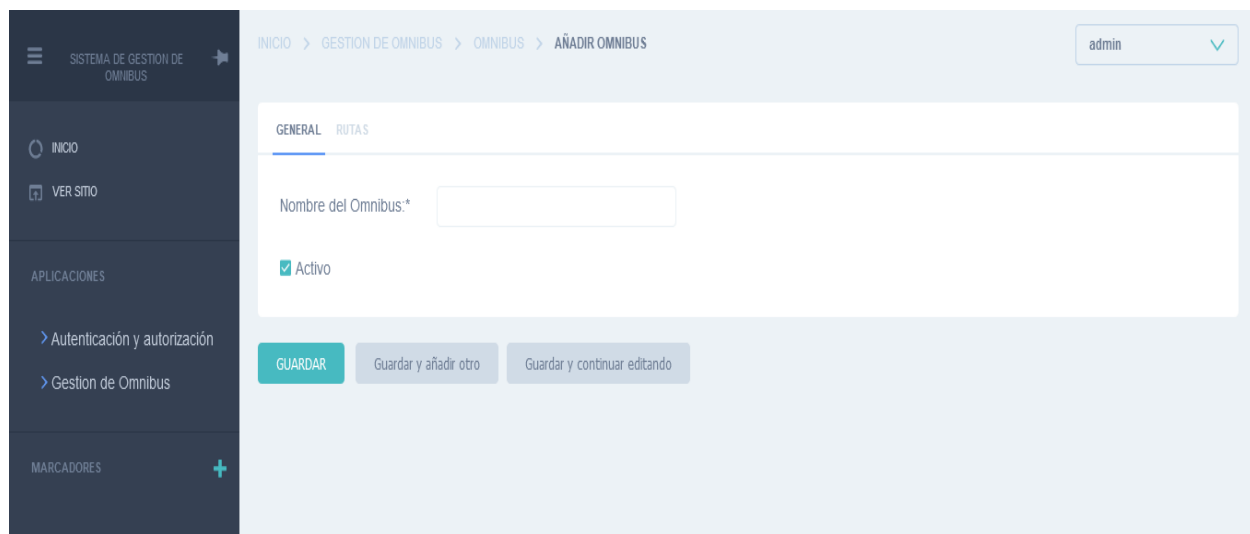 SISTEMA DE GESTION DE
OMNIBUS
INICIO
VER SITIO
APLICACIONES
Autenticación y autorización
Gestion de Omnibus
MARCADORES
INICIO > GESTION DE OMNIBUS > OMNIBUS > AÑADIR OMNIBUS
admin
GENERAL RUTAS
Nombre del Omnibus:*
Activo
GUARDAR Guardar y añadir otro Guardar y continuar editando